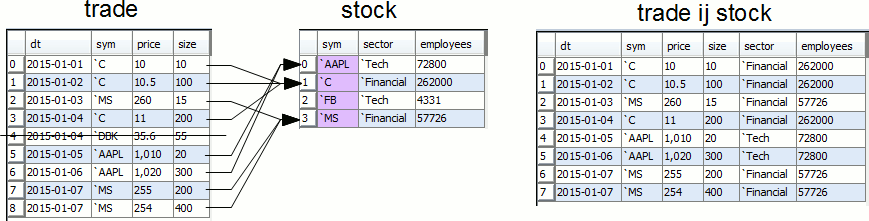 trade stock trade ij stock
dt sym price size sym sector employees dt sym price size sector employees
0 2015-01-01 `C 10 10 0 `AAPL `Tech 72800 0 2015-01-01 `C 10 10 `Financial 262000
1 2015-01-02 `C 10.5 100 1 `C `Financial 262000 1 2015-01-02 `C 10.5 100 `Financial 262000
2 2015-01-03 `MS 260 15 2 `FB `Tech 4331 2 2015-01-03 `MS 260 15 `Financial 57726
3 2015-01-04 `C 11 200 3 `MS `Financial 57726 3 2015-01-04 `C 11 200 `Financial 262000
4 2015-01-04 `DBK 35.6 55 4 2015-01-05 `AAPL 1,010 20 `Tech 72800
5 2015-01-05 `AAPL 1,010 20 5 2015-01-06 `AAPL 1,020 300 `Tech 72800
6 2015-01-06 `AAPL 1,020 300 6 2015-01-07 `MS 255 200 `Financial 57726
7 2015-01-07 `MS 255 200 7 2015-01-07 `MS 254 400 `Financial 57726
8 2015-01-07 `MS 254 400